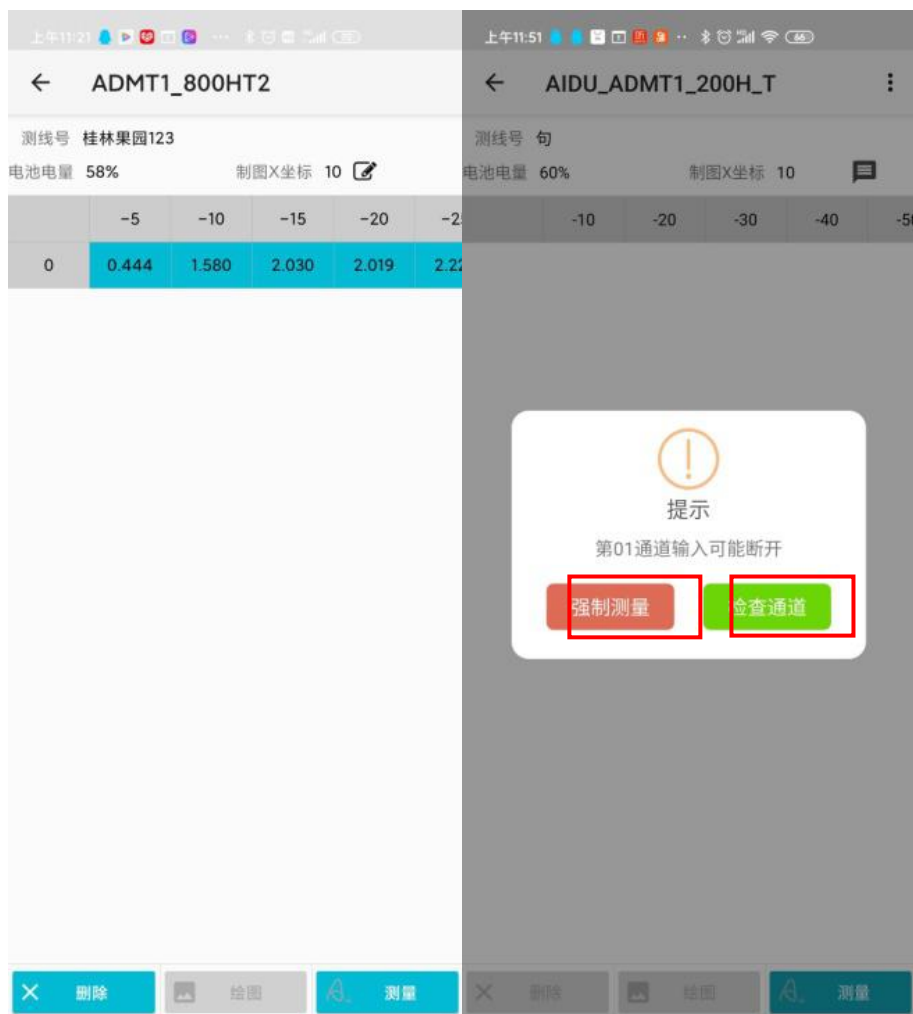 上午11:21
ADMT1_800HT2
测线号 桂林果园123
电池电量 58% 制图X坐标 10
-5 -10 -15 -20
0 0.444 1.580 2.030 2.019
删除 绘图 测量
上午11:51 66
AIDU_ADMT1_200H_T
测线号 句
电池电量 60% 制图X坐标 10
-10 -20 -30 -40
提示
第01通道输入可能断开
强制测量 检查通道
删除 绘图 测量